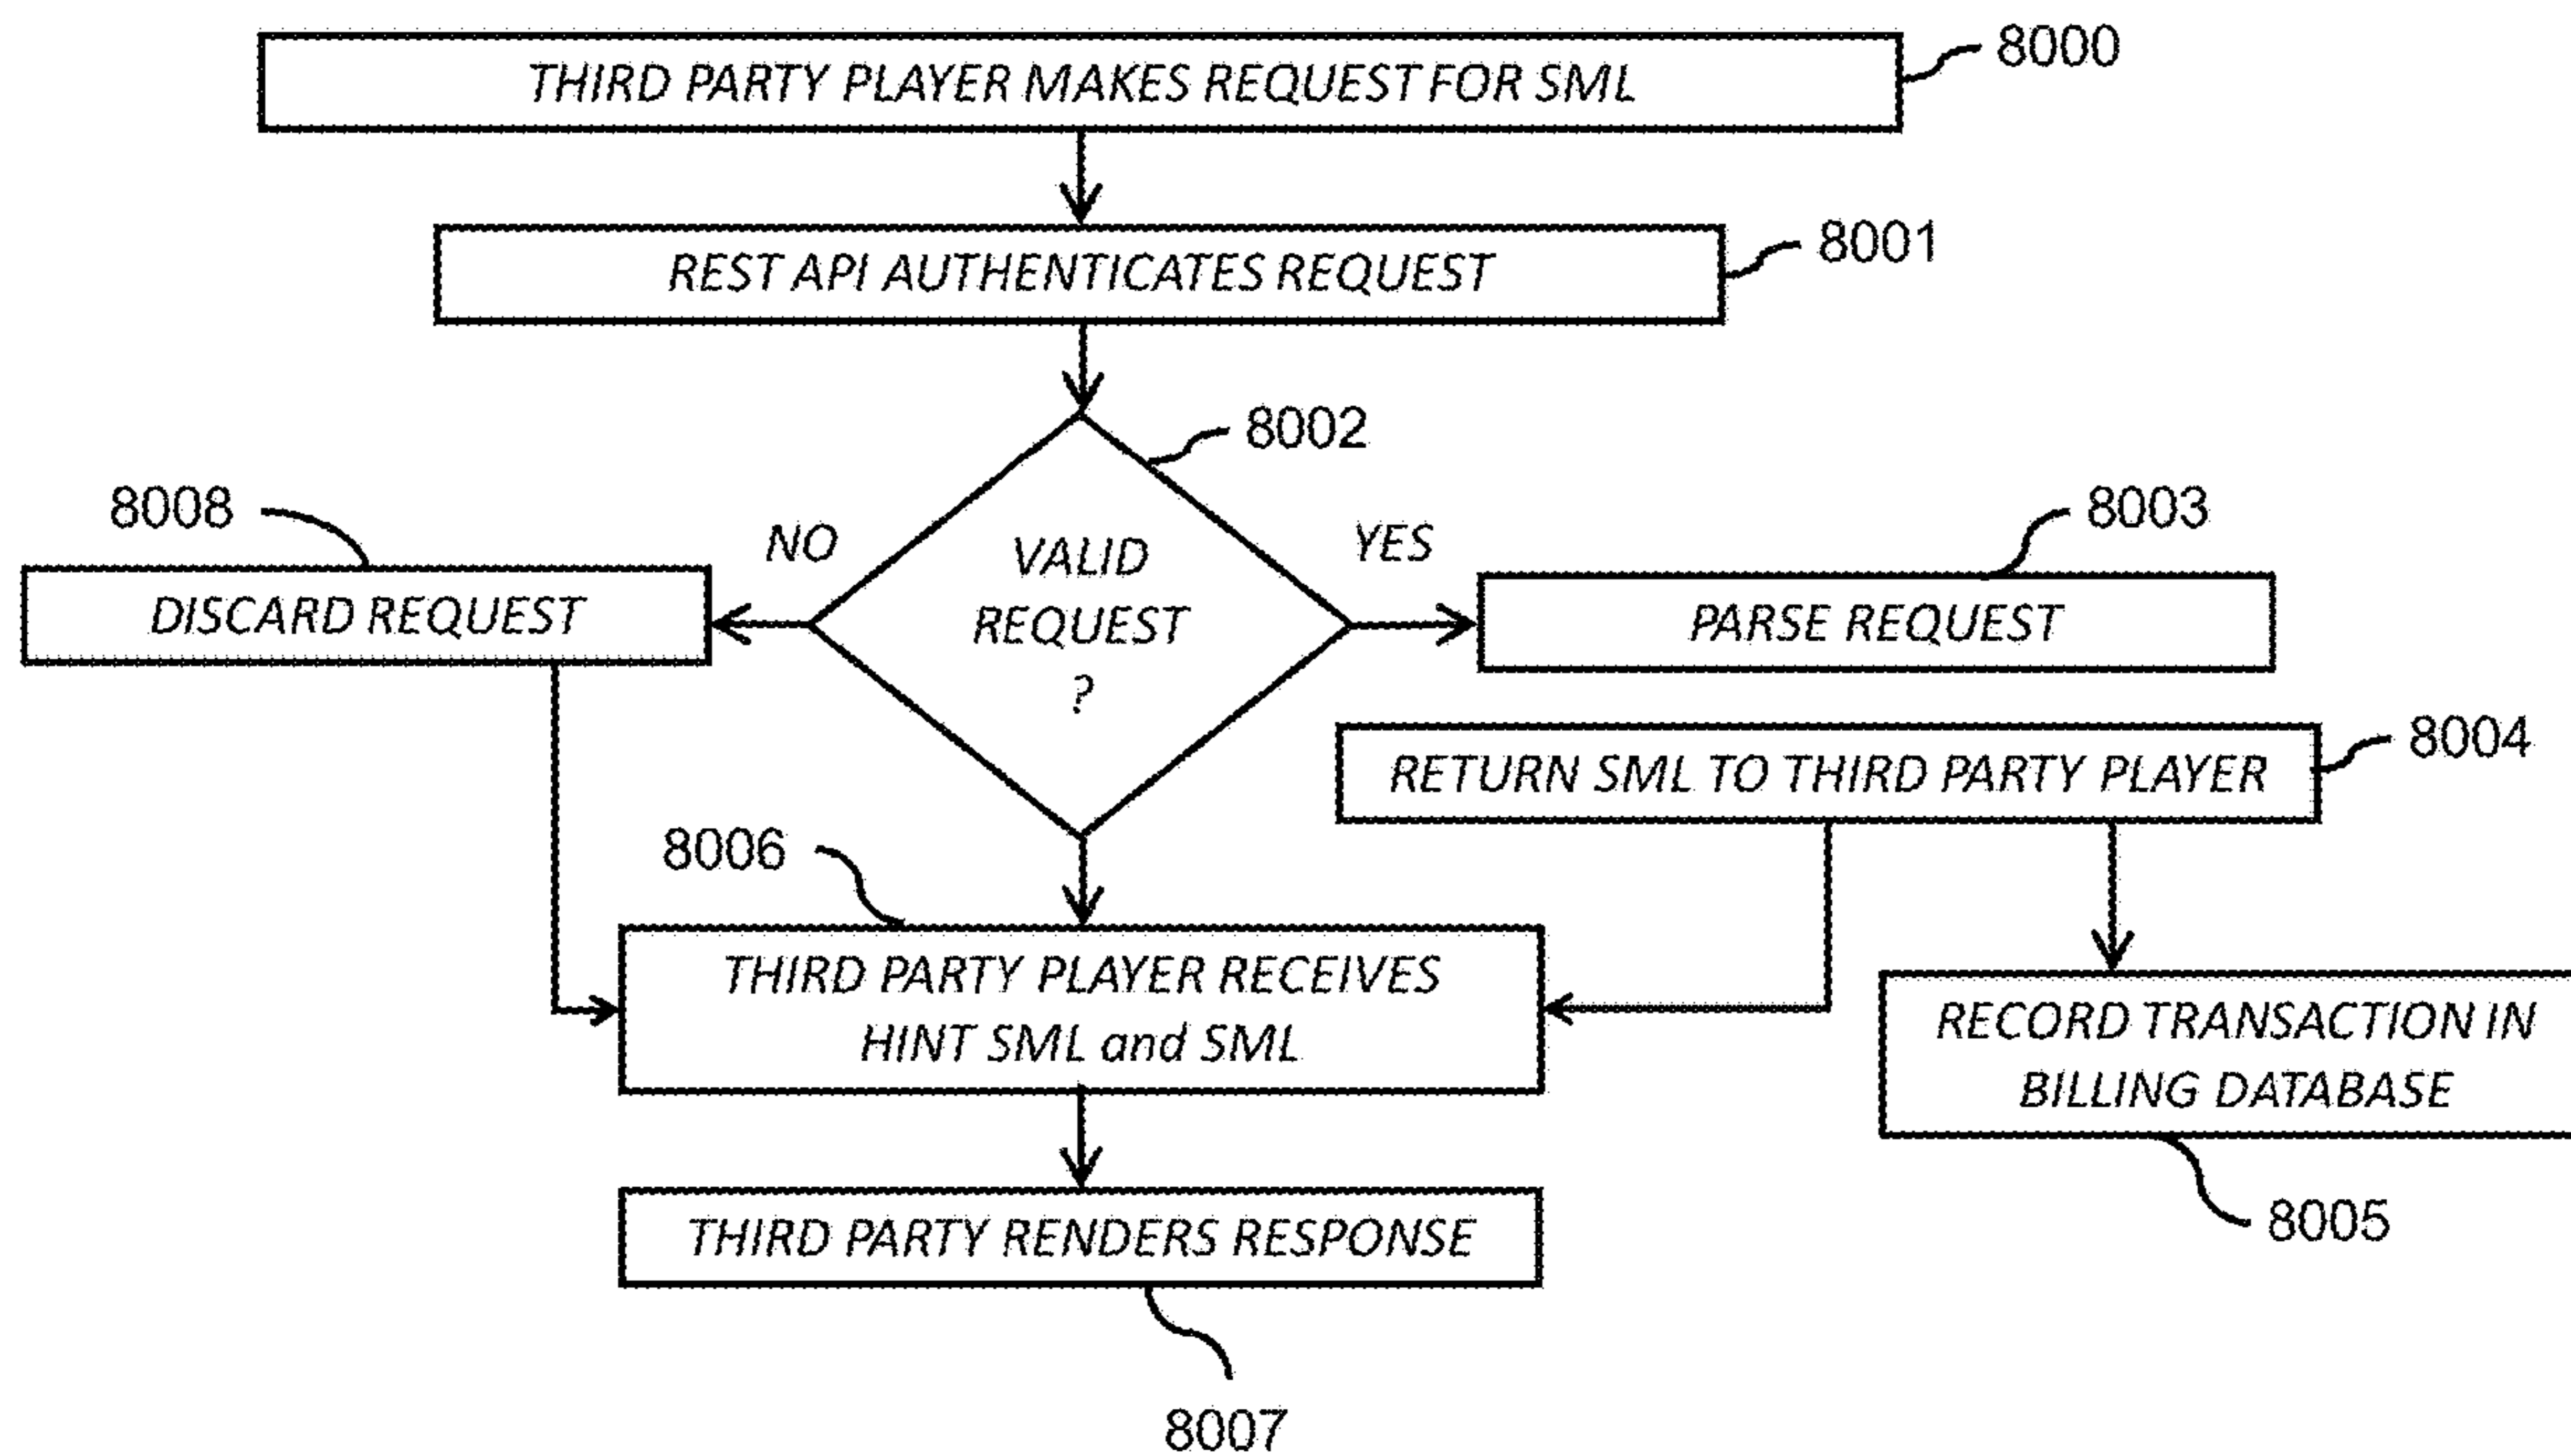 THIRD PARTY PLAYER MAKES REQUEST FOR SML
8000
REST API AUTHENTICATES REQUEST
8001
8002
8008
NO
VALID
REQUEST
?
YES
8003
DISCARD REQUEST
PARSE REQUEST
RETURN SML TO THIRD PARTY PLAYER
8004
8006
THIRD PARTY PLAYER RECEIVES
HINT SML and SML
RECORD TRANSACTION IN
BILLING DATABASE
8005
THIRD PARTY RENDERS RESPONSE
8007